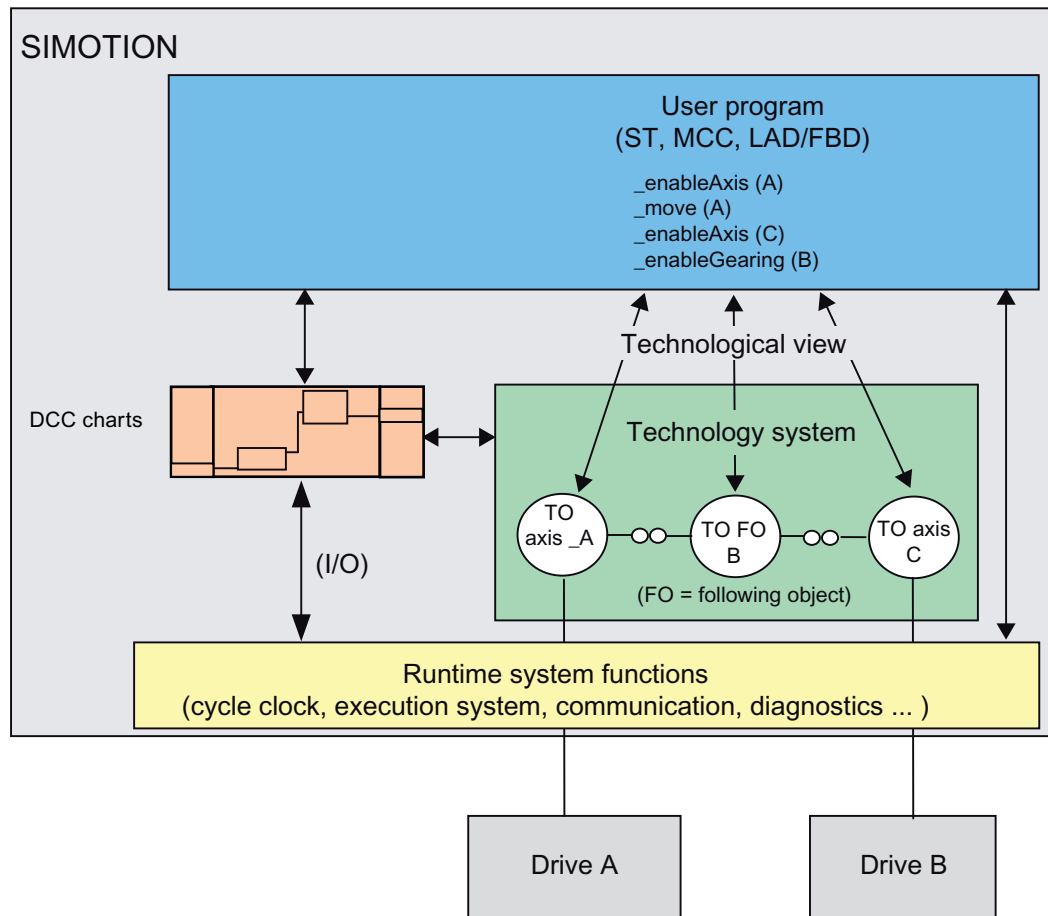 SIMOTION
User program
(ST, MCC, LAD/FBD)
_enableAxis (A)
_move (A)
_enableAxis (C)
_enableGearing (B)
Technological view
DCC charts
Technology system
TO
axis _A
TO FO
B
TO axis
C
(I/O)
(FO = following object)
Runtime system functions
(cycle clock, execution system, communication, diagnostics ... )
Drive A
Drive B